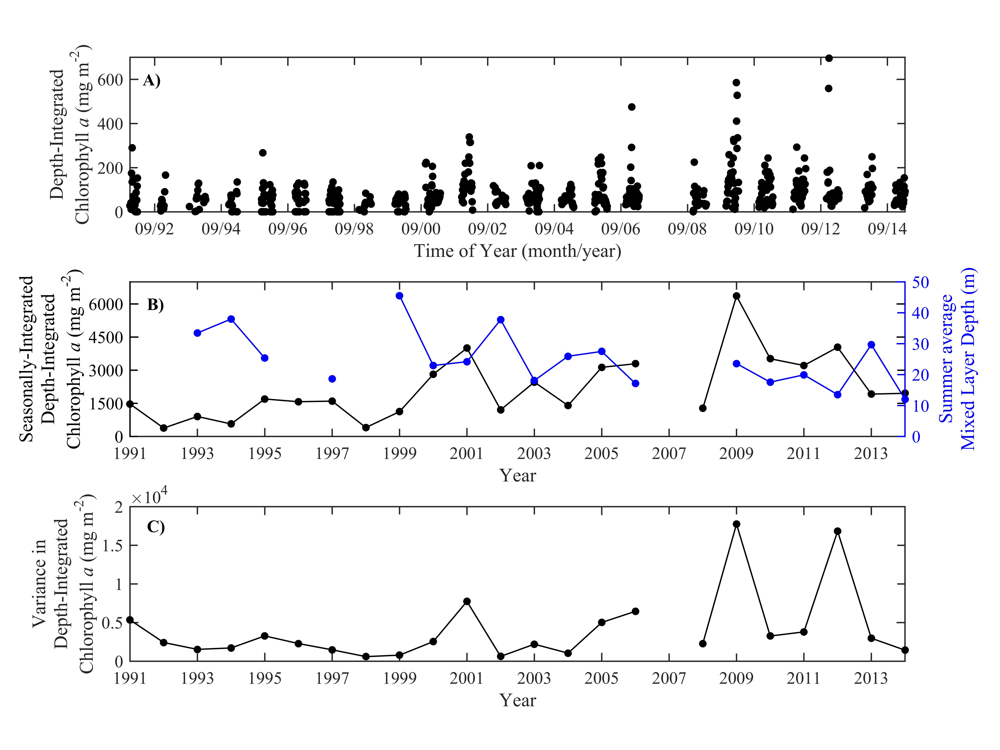 A)
Depth-Integrated
Chlorophyll a (mg m-2)
600
400
200
0
09/92 09/94 09/96 09/98 09/00 09/02 09/04 09/06 09/08 09/10 09/12 09/14
Time of Year (month/year)
B)
Seasonally-Integrated
Depth-Integrated
Chlorophyll a (mg m-2)
6000
4500
3000
1500
0
50
40
30
20
10
0
Summer average
Mixed Layer Depth (m)
1991 1993 1995 1997 1999 2001 2003 2005 2007 2009 2011 2013
Year
×104
C)
Variance in
Depth-Integrated
Chlorophyll a (mg m-2)
2
1.5
1
0.5
0
1991 1993 1995 1997 1999 2001 2003 2005 2007 2009 2011 2013
Year